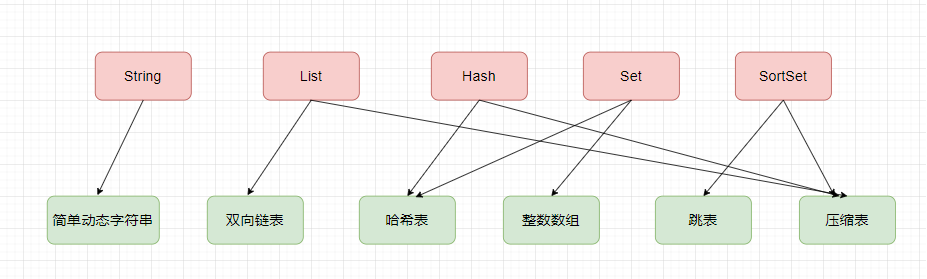 String
List
Hash
Set
SortSet
简单动态字符串
双向链表
哈希表
整数数组
跳表
压缩表